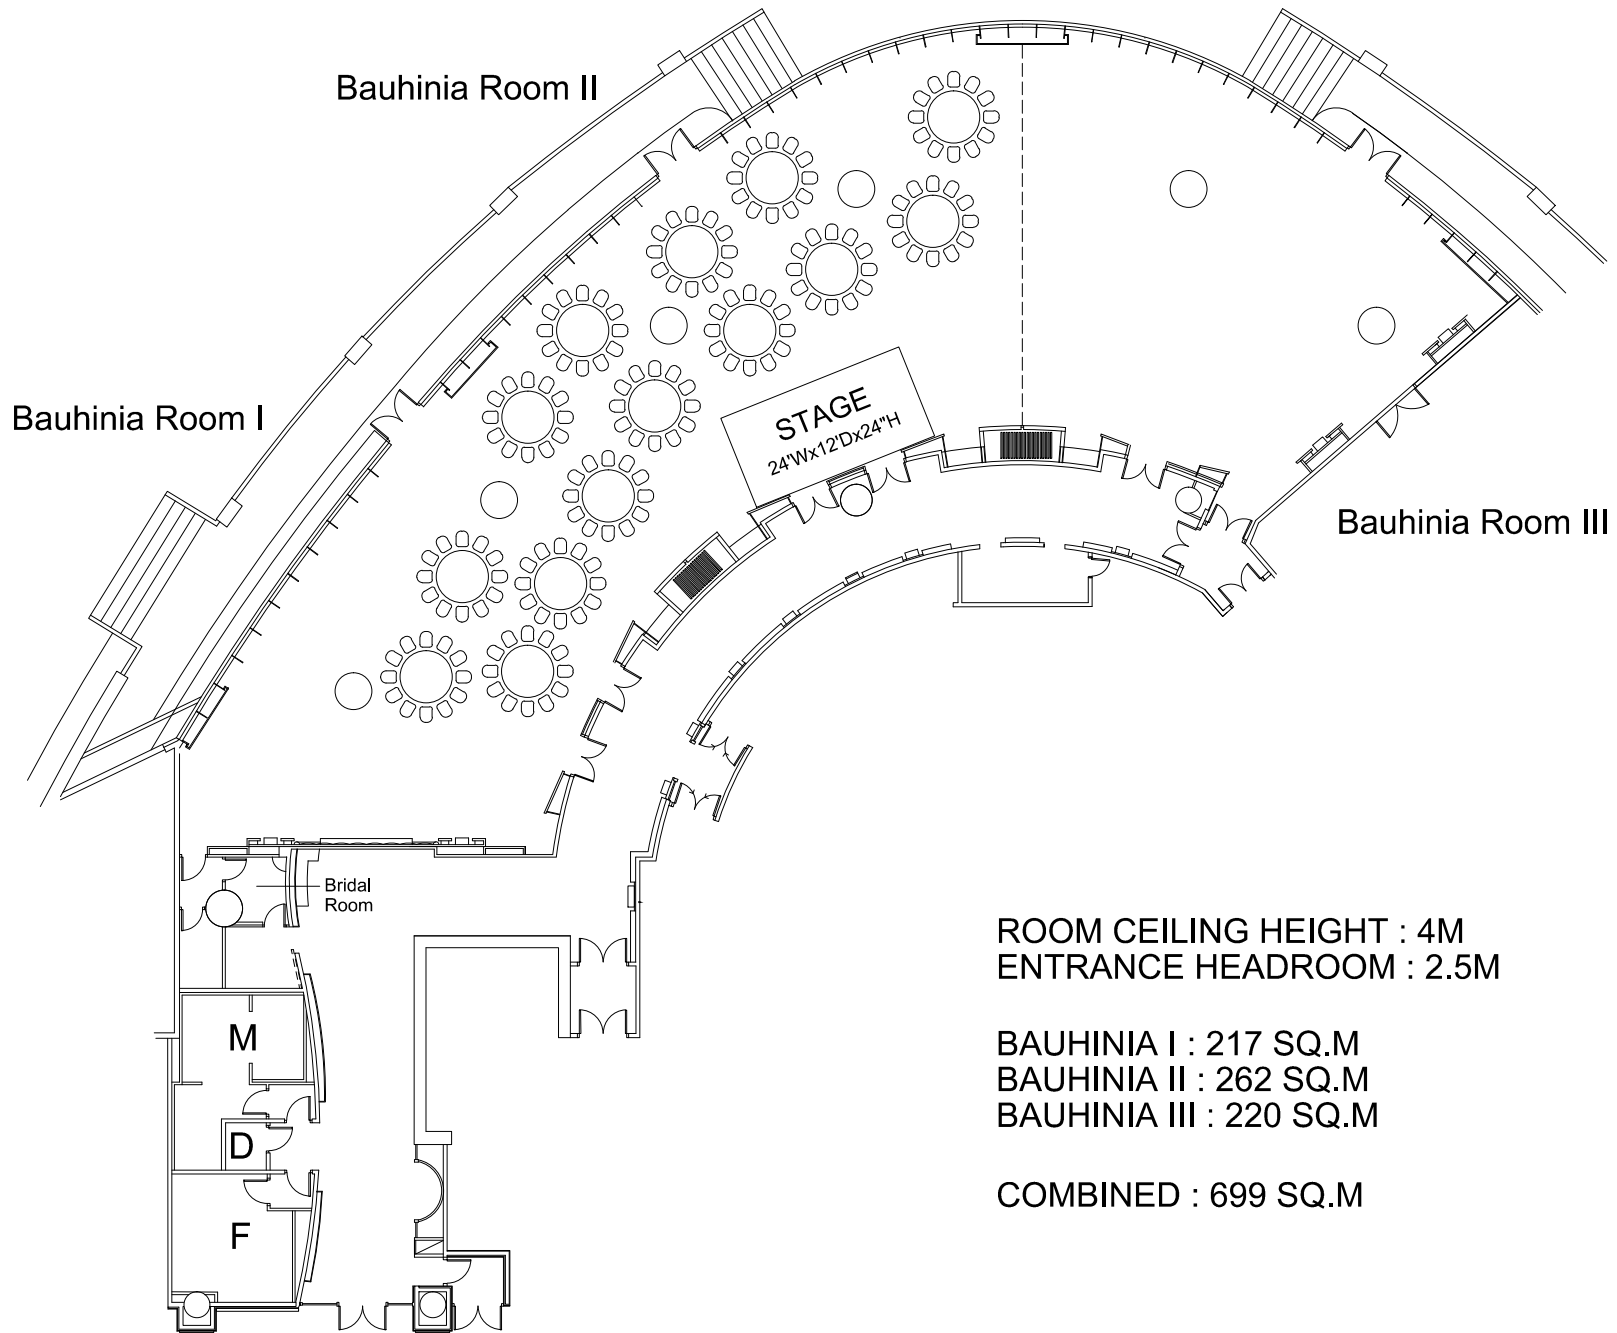 Bauhinia Room II
Bauhinia Room I
STAGE
24'Wx12'Dx24"H
Bauhinia Room III
Bridal
Room
M
D
F
ROOM CEILING HEIGHT : 4M
ENTRANCE HEADROOM : 2.5M
BAUHINIA I : 217 SQ.M
BAUHINIA II : 262 SQ.M
BAUHINIA III : 220 SQ.M
COMBINED : 699 SQ.M